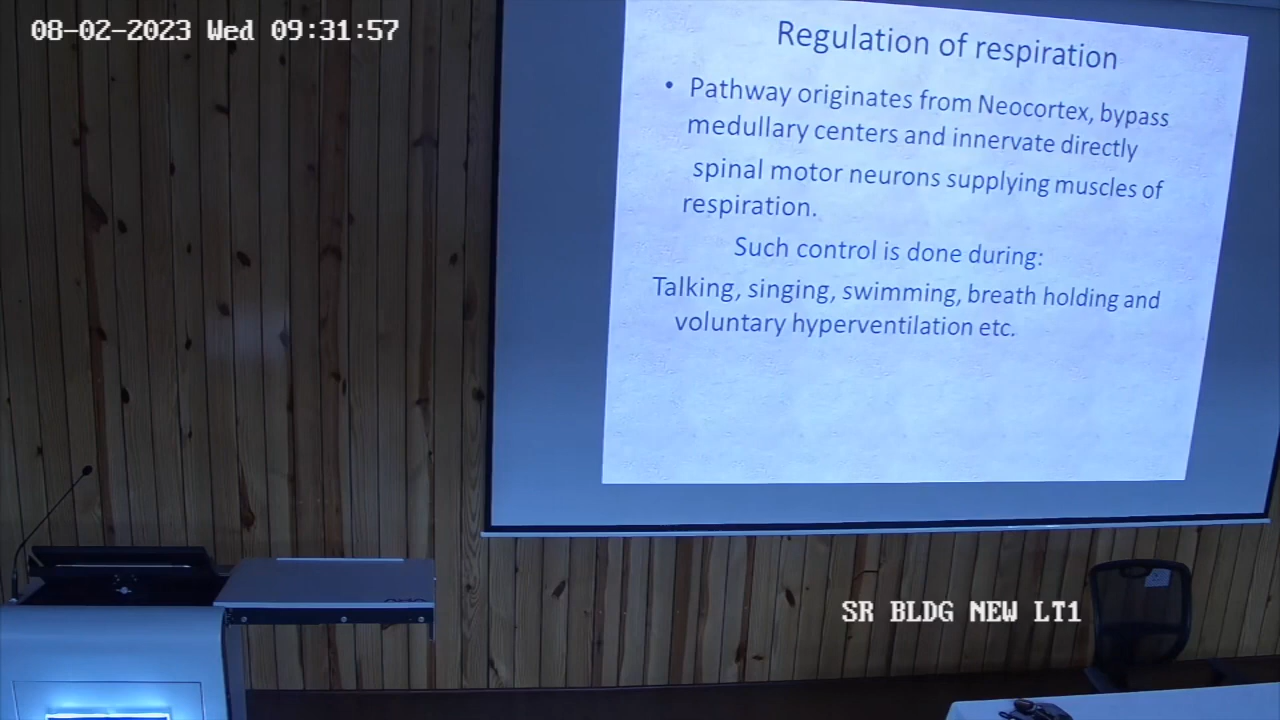 08-02-2023 Wed 09:31:57
Regulation of respiration
• Pathway originates from Neocortex, bypass
medullary centers and innervate directly
spinal motor neurons supplying muscles of
respiration.
Such control is done during:
Talking, singing, swimming, breath holding and
voluntary hyperventilation etc.
SR BLDG NEW LT1